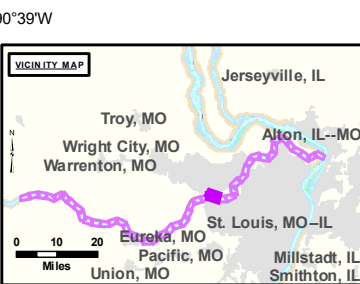 90°39'W
VICINITY MAP
Jerseyville, IL
Troy, MO
Alton, IL--MO
Wright City, MO
N
Warrenton, MO
St. Louis, MO--IL
Eureka, MO
0 10 20
Pacific, MO
Millstadt, IL
Miles
Union, MO
Smithton, IL